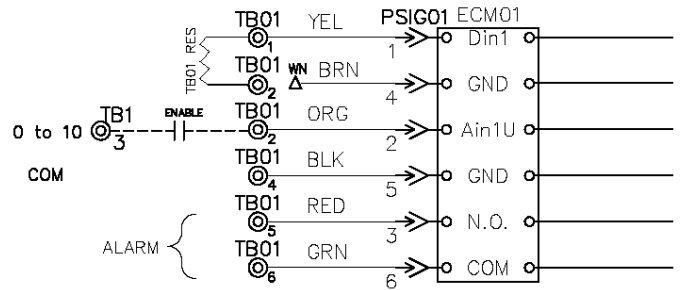 TB01 YEL PSIG01 ECM01
1 1 Din1
TB01 RES
TB01 WN BRN
2 4 GND
TB1 ENABLE TB01 ORG
0 to 10 3 2 2 Ain1U
TB01 BLK
COM 4 5 GND
TB01 RED
5 3 N.O.
ALARM TB01 GRN
6 6 COM